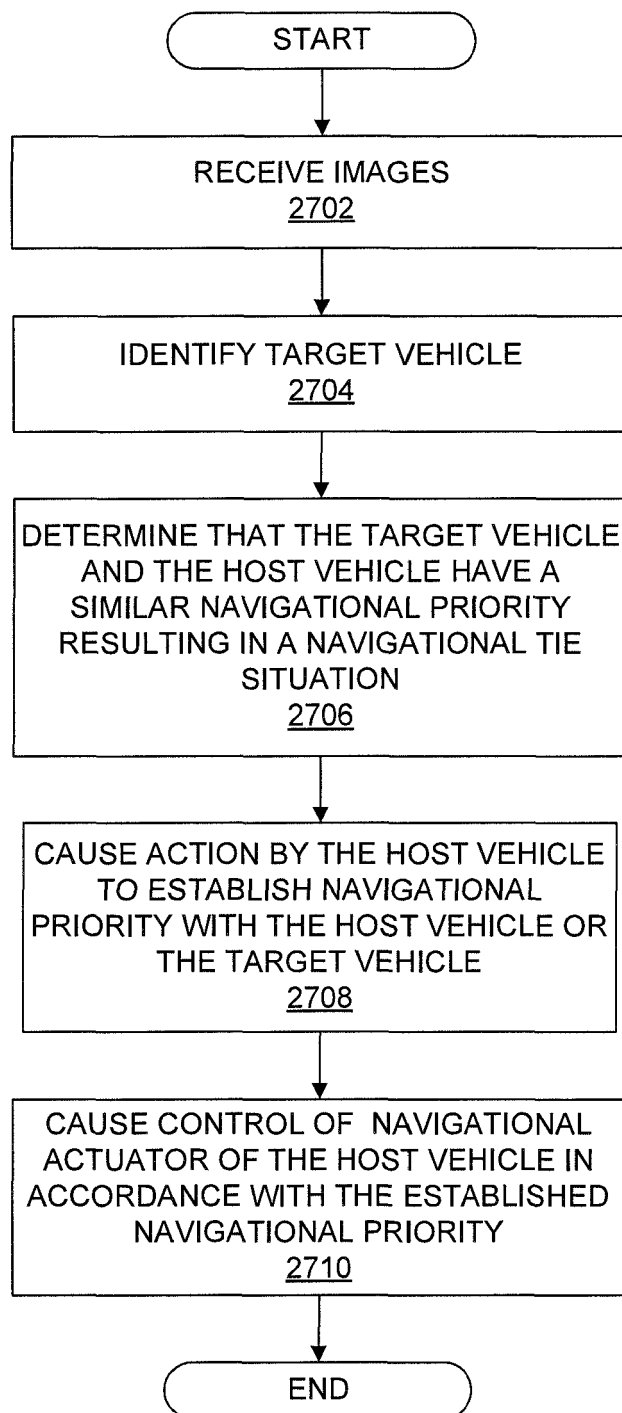 START
RECEIVE IMAGES
2702
IDENTIFY TARGET VEHICLE
2704
DETERMINE THAT THE TARGET VEHICLE
AND THE HOST VEHICLE HAVE A
SIMILAR NAVIGATIONAL PRIORITY
RESULTING IN A NAVIGATIONAL TIE
SITUATION
2706
CAUSE ACTION BY THE HOST VEHICLE
TO ESTABLISH NAVIGATIONAL
PRIORITY WITH THE HOST VEHICLE OR
THE TARGET VEHICLE
2708
CAUSE CONTROL OF NAVIGATIONAL
ACTUATOR OF THE HOST VEHICLE IN
ACCORDANCE WITH THE ESTABLISHED
NAVIGATIONAL PRIORITY
2710
END